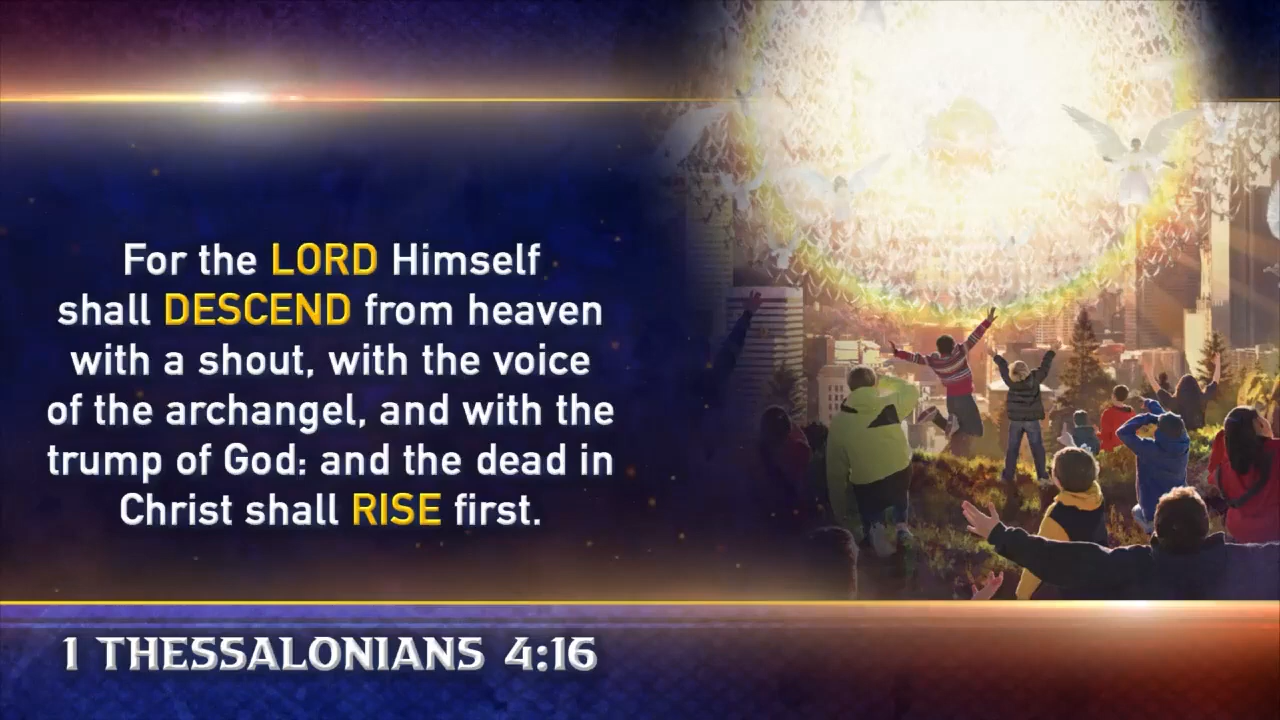 For the LORD Himself
shall DESCEND from heaven
with a shout, with the voice
of the archangel, and with the
trump of God: and the dead in
Christ shall RISE first.
1 THESSALONIANS 4:16